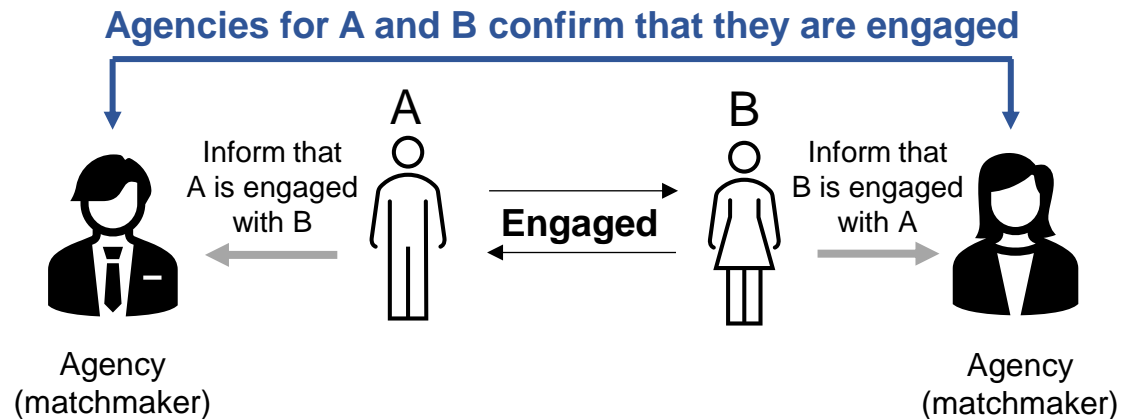 Agencies for A and B confirm that they are engaged
A
B
Inform that
A is engaged
with B
Engaged
Inform that
B is engaged
with A
Agency
(matchmaker)
Agency
(matchmaker)